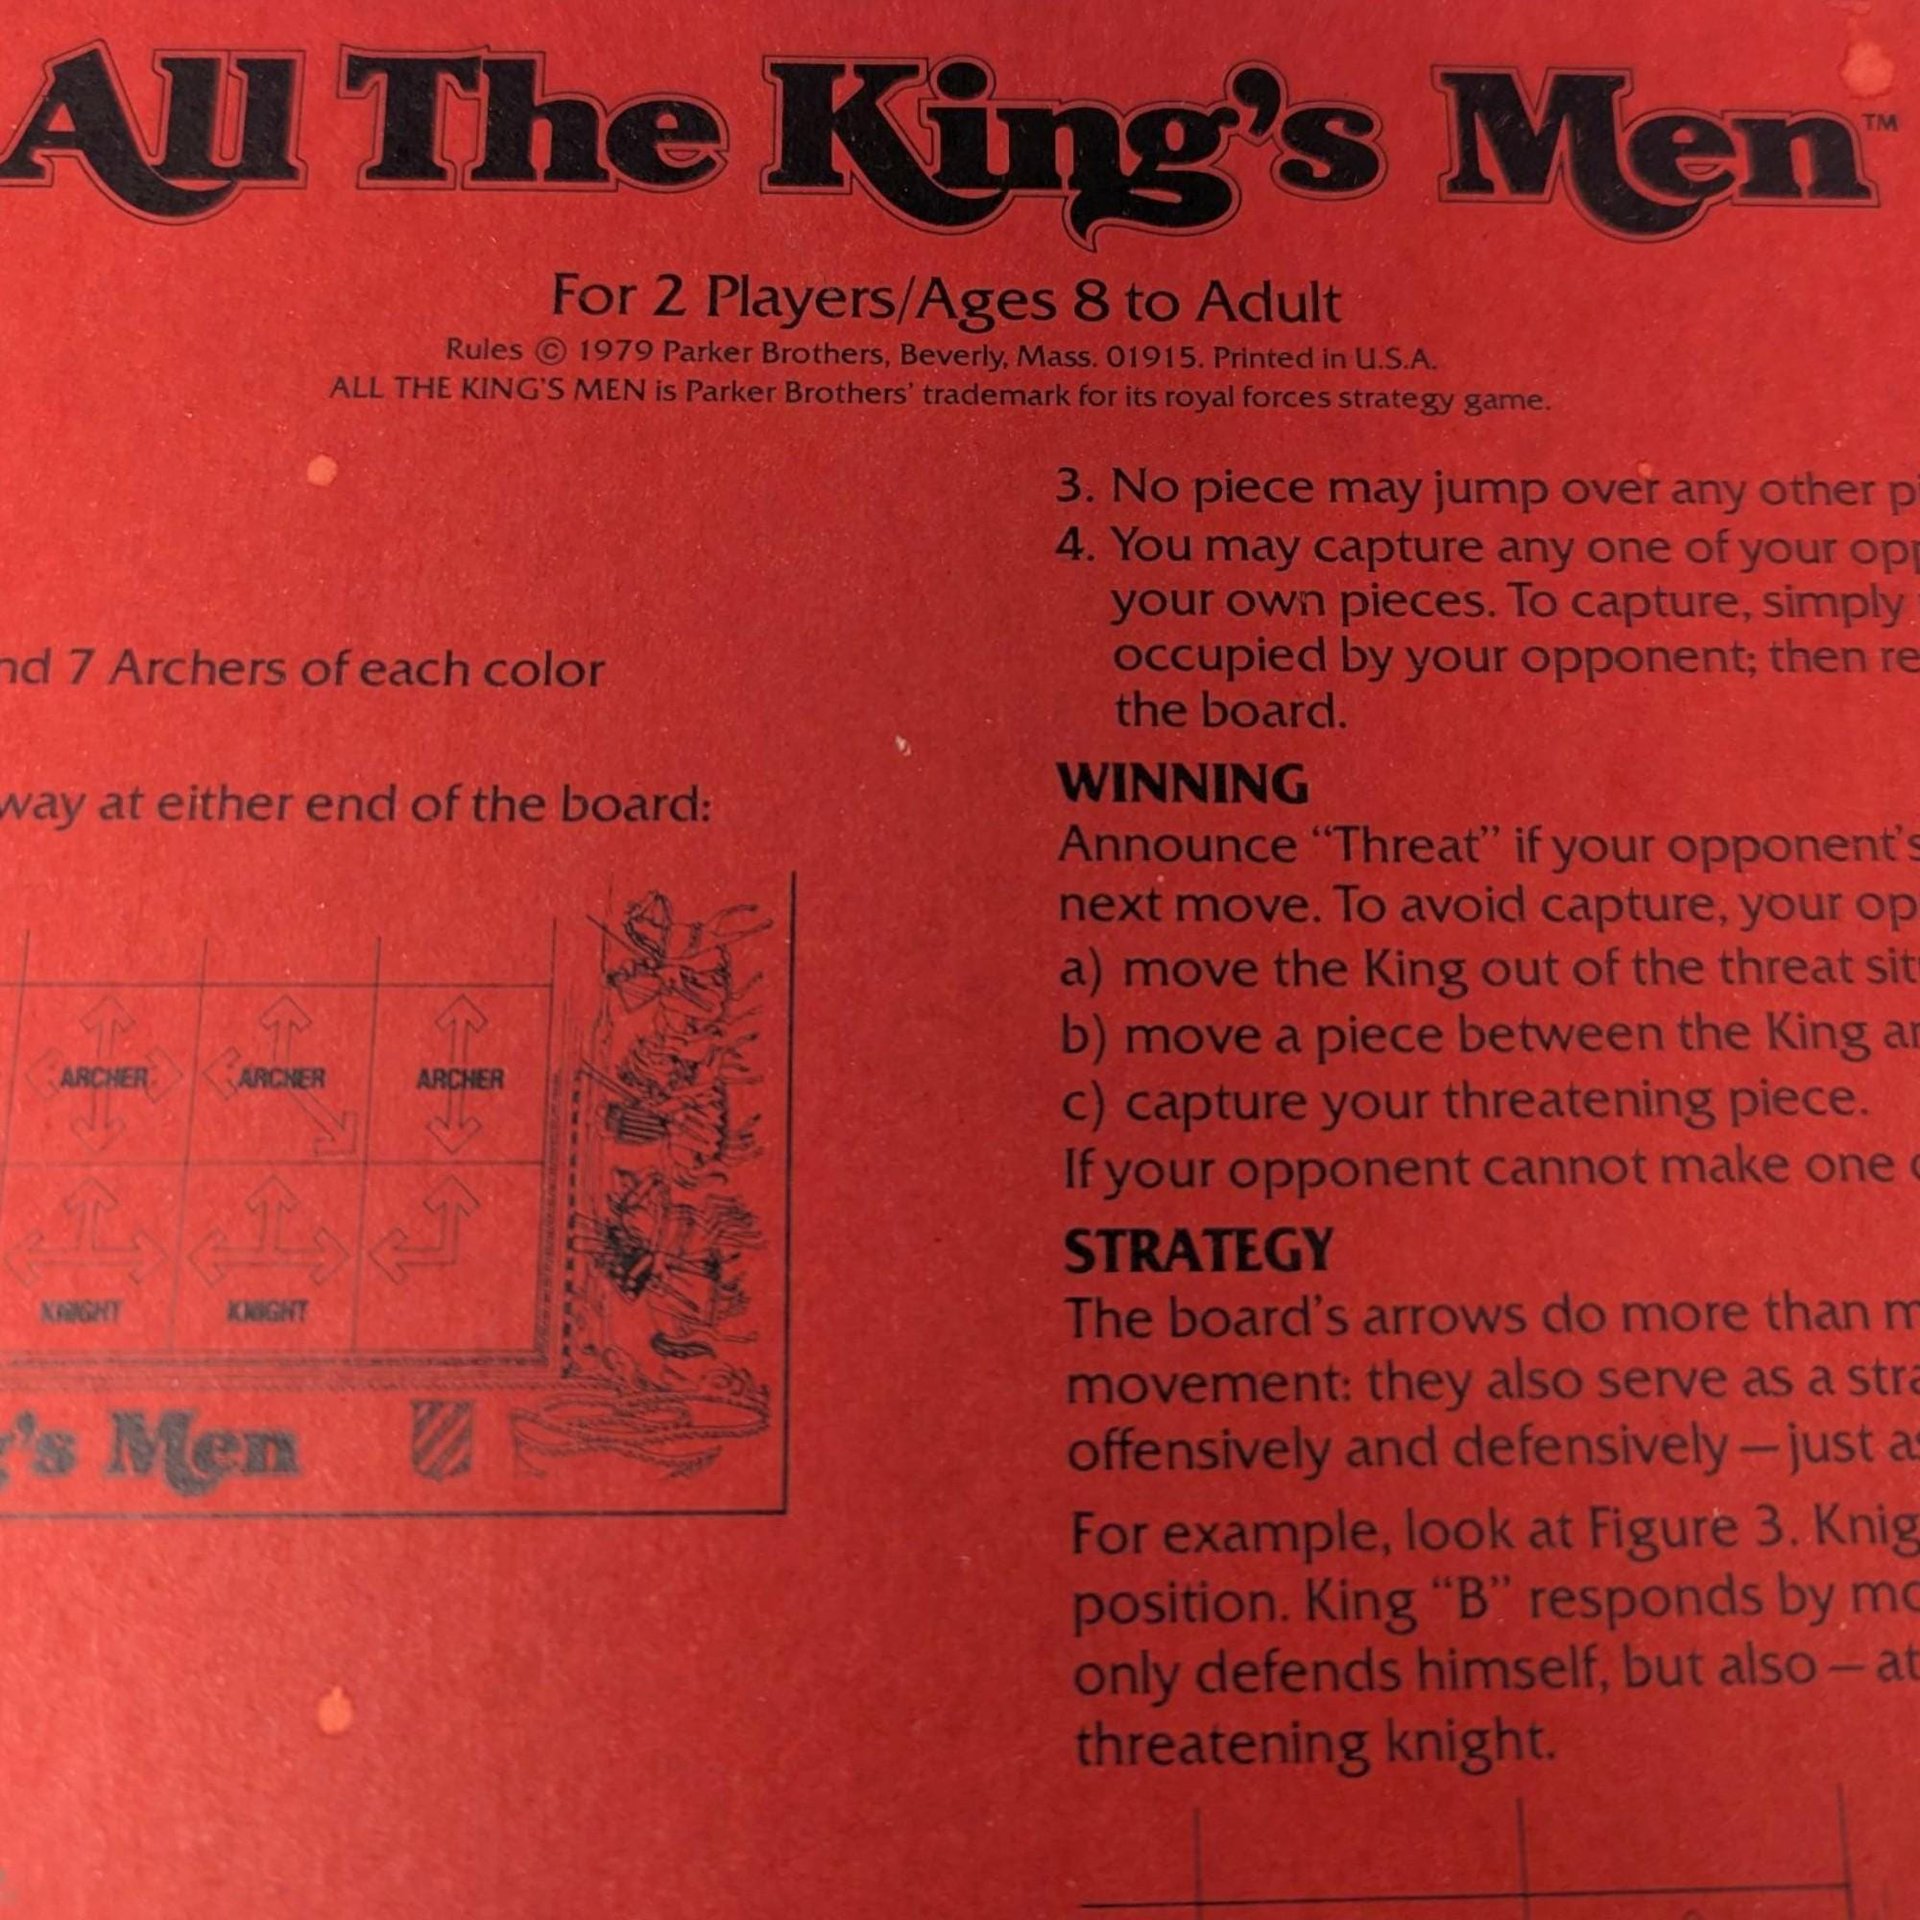 All The King's Men™
For 2 Players/Ages 8 to Adult
Rules © 1979 Parker Brothers, Beverly, Mass. 01915. Printed in U.S.A.
ALL THE KING'S MEN is Parker Brothers' trademark for its royal forces strategy game.
7 Archers of each color
way at either end of the board:
ARCHER ARCHER ARCHER
KNIGHT KNIGHT
Men
3. No piece may jump over any other
4. You may capture any one of your
your own pieces. To capture, simply
occupied by your opponent; then
the board.
WINNING
Announce “Threat” if your opponent's
next move. To avoid capture, your
a) move the King out of the threat
b) move a piece between the King
c) capture your threatening piece.
If your opponent cannot make one
STRATEGY
The board's arrows do more than
movement: they also serve as a
offensively and defensively — just
For example, look at Figure 3.
position. King “B” responds by
only defends himself, but also —
threatening knight.